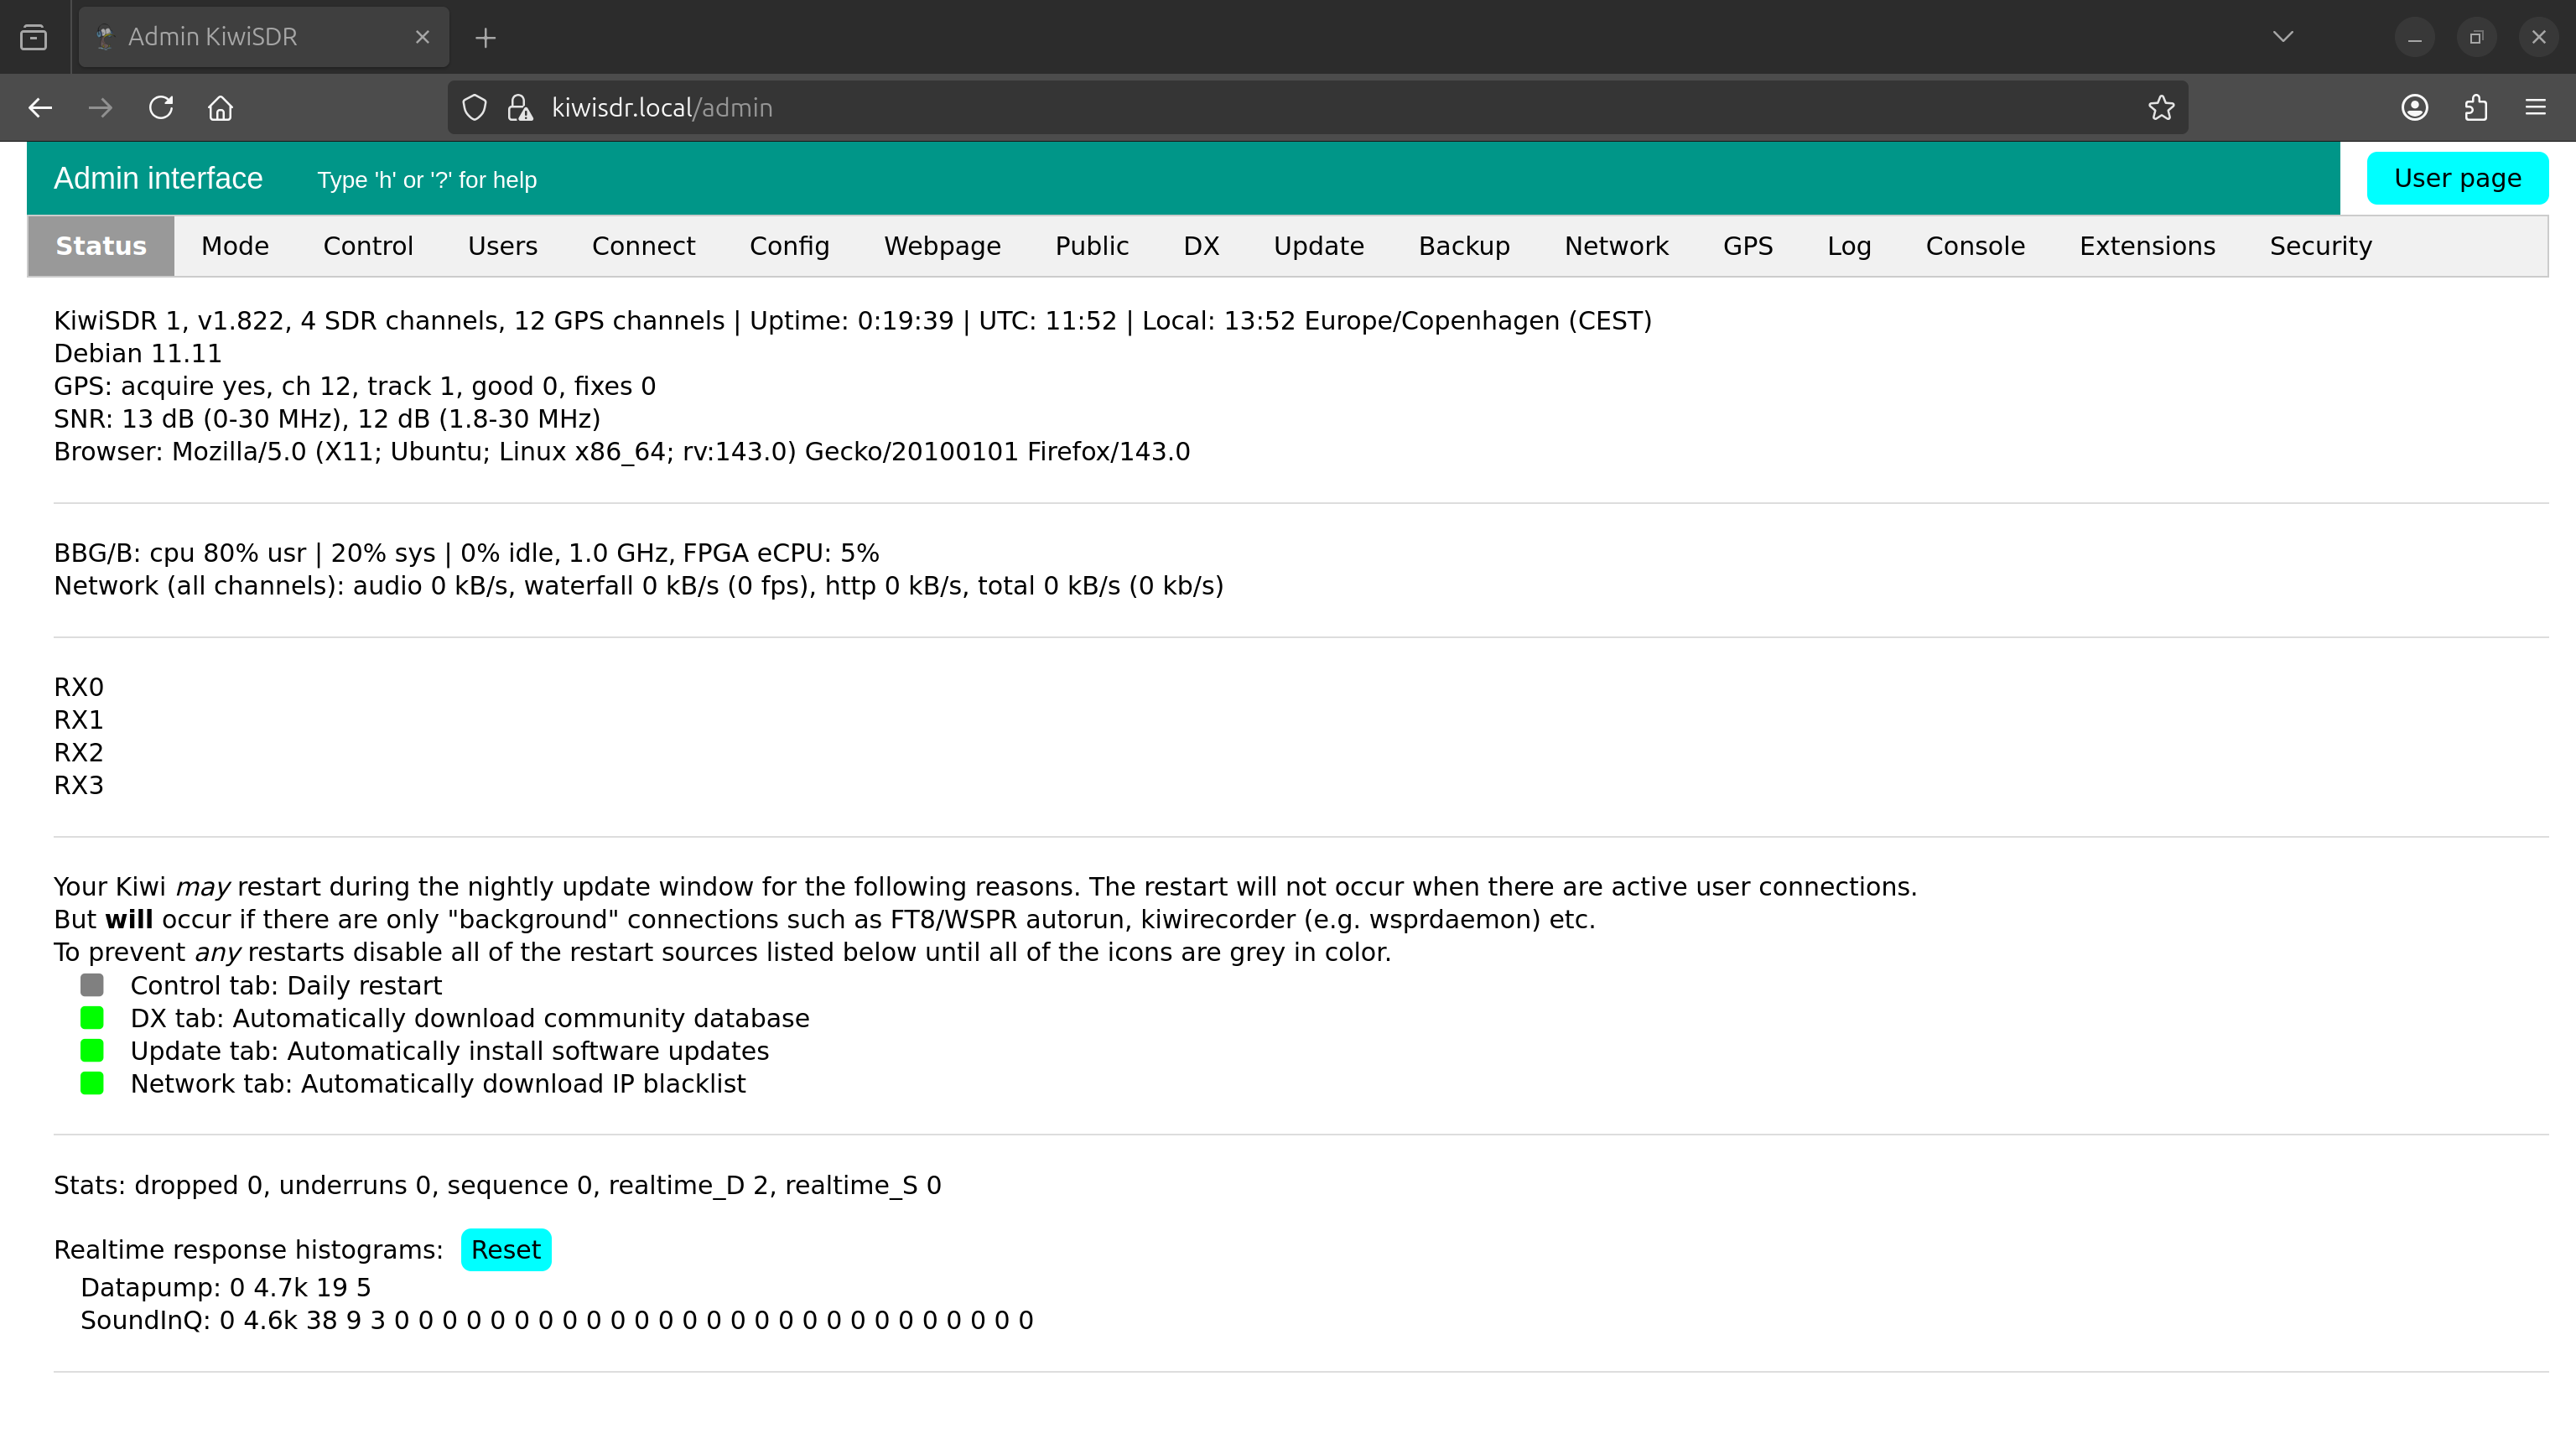 Admin KiwiSDR
kiwisdr.local/admin
Admin interface Type 'h' or '?' for help User page
Status Mode Control Users Connect Config Webpage Public DX Update Backup Network GPS Log Console Extensions Security
KiwiSDR 1, v1.822, 4 SDR channels, 12 GPS channels | Uptime: 0:19:39 | UTC: 11:52 | Local: 13:52 Europe/Copenhagen (CEST)
Debian 11.11
GPS: acquire yes, ch 12, track 1, good 0, fixes 0
SNR: 13 dB (0-30 MHz), 12 dB (1.8-30 MHz)
Browser: Mozilla/5.0 (X11; Ubuntu; Linux x86_64; rv:143.0) Gecko/20100101 Firefox/143.0
BBG/B: cpu 80% usr | 20% sys | 0% idle, 1.0 GHz, FPGA eCPU: 5%
Network (all channels): audio 0 kB/s, waterfall 0 kB/s (0 fps), http 0 kB/s, total 0 kB/s (0 kb/s)
RX0
RX1
RX2
RX3
Your Kiwi may restart during the nightly update window for the following reasons. The restart will not occur when there are active user connections.
But will occur if there are only "background" connections such as FT8/WSPR autorun, kiwirecorder (e.g. wsprdaemon) etc.
To prevent any restarts disable all of the restart sources listed below until all of the icons are grey in color.
Control tab: Daily restart
DX tab: Automatically download community database
Update tab: Automatically install software updates
Network tab: Automatically download IP blacklist
Stats: dropped 0, underruns 0, sequence 0, realtime_D 2, realtime_S 0
Realtime response histograms: Reset
Datapump: 0 4.7k 19 5
SoundInQ: 0 4.6k 38 9 3 0 0 0 0 0 0 0 0 0 0 0 0 0 0 0 0 0 0 0 0 0 0 0 0 0 0 0